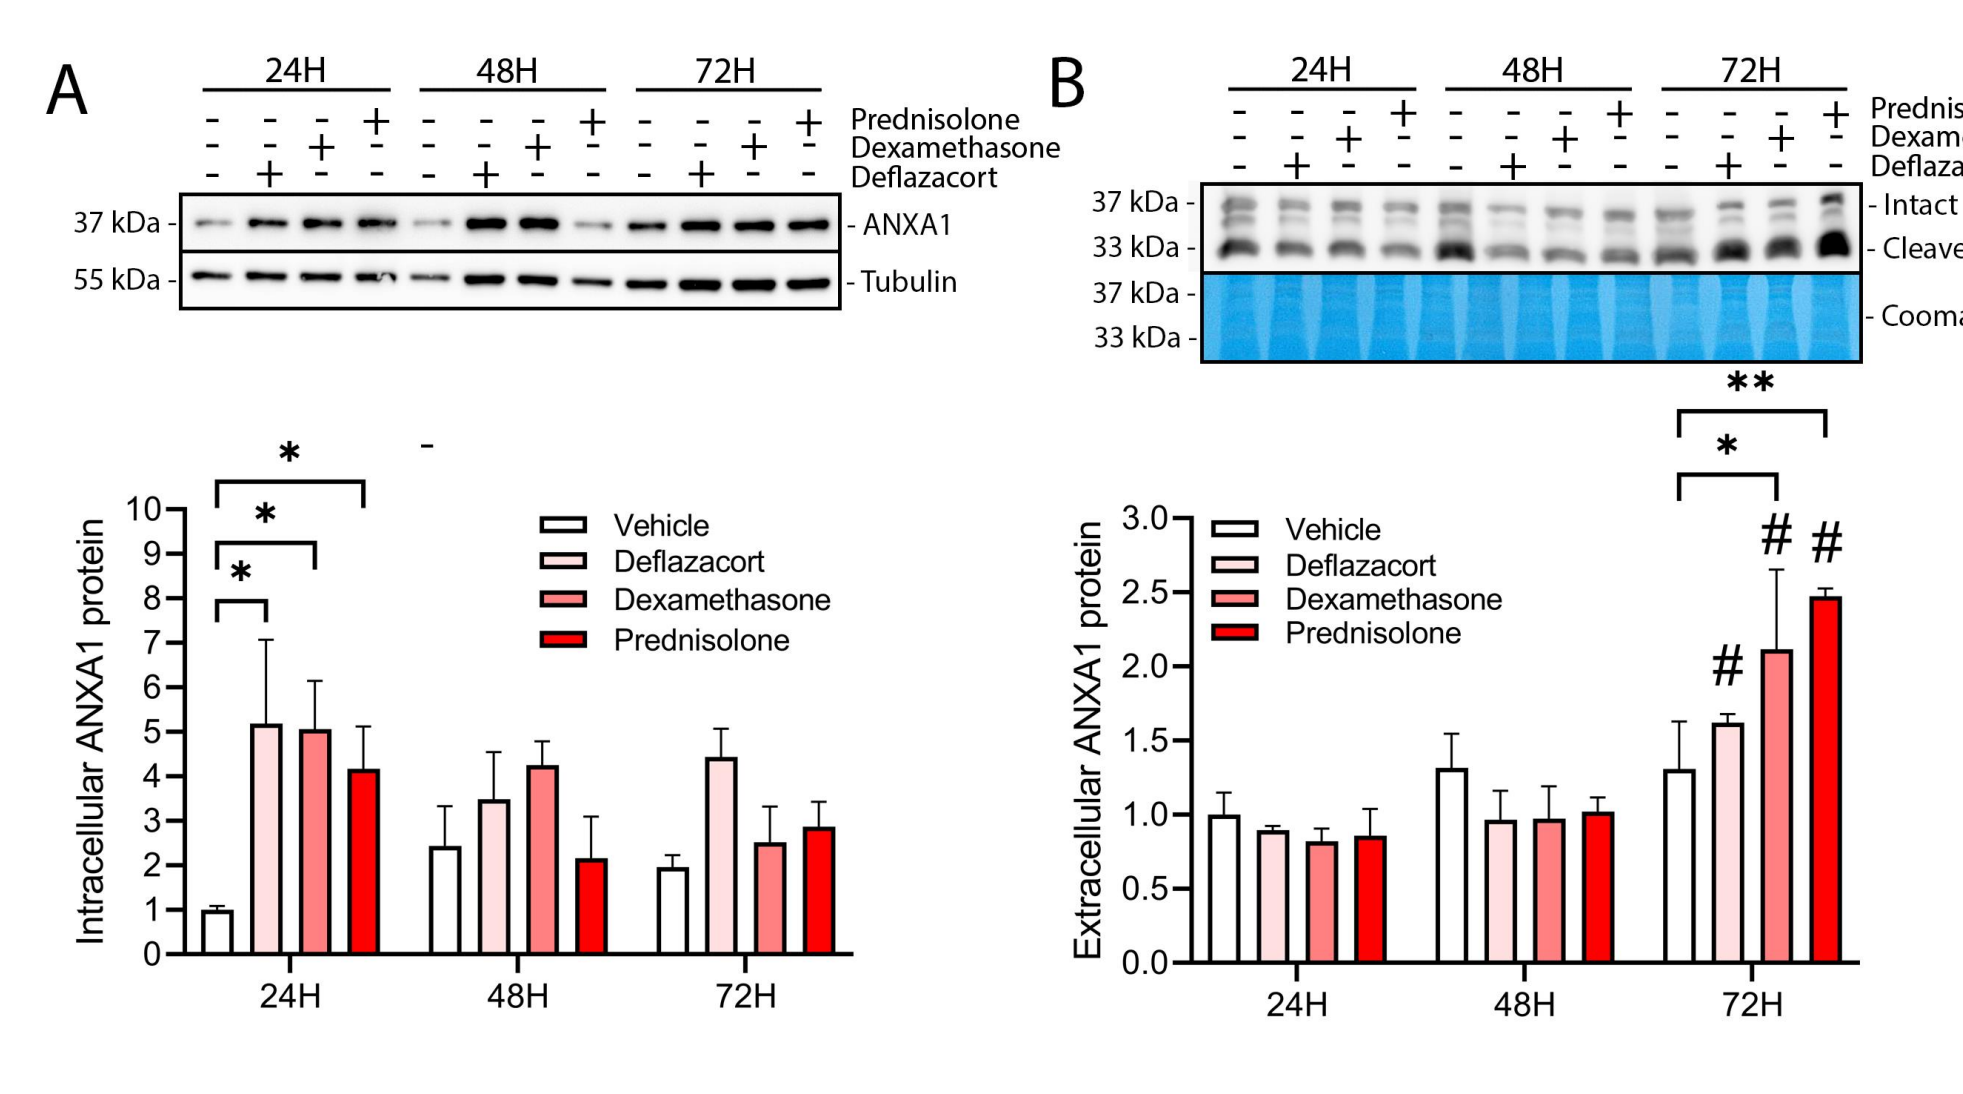 A
24H 48H 72H
- - - + - - - + - - - + Prednisolone
- - + - - - + - - - + - Dexamethasone
- + - - - + - - - + - - Deflazacort
37 kDa - - ANXA1
55 kDa - - Tubulin
-
* 
*
*
Intracellular ANXA1 protein
10
9
8
7
6
5
4
3
2
1
0
Vehicle
Deflazacort
Dexamethasone
Prednisolone
24H 48H 72H
B
24H 48H 72H
- - - + - - - + - - - + Prednis
- - + - - - + - - - + - Dexam
- + - - - + - - - + - - Deflaza
37 kDa - - Intact
33 kDa - - Cleave
37 kDa -
- Cooma
33 kDa -
**
*
# #
#
Extracellular ANXA1 protein
3.0
2.5
2.0
1.5
1.0
0.5
0.0
Vehicle
Deflazacort
Dexamethasone
Prednisolone
24H 48H 72H